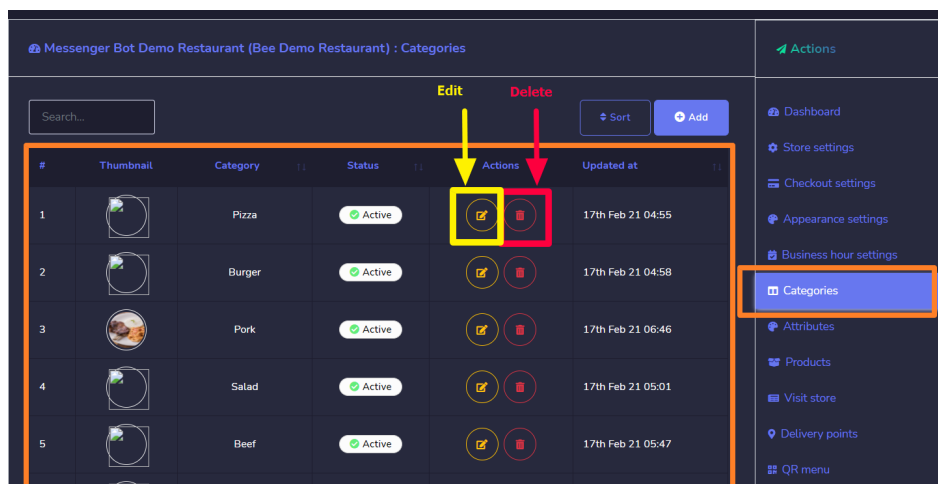 Messenger Bot Demo Restaurant (Bee Demo Restaurant) : Categories
Actions
Edit Delete
Search...
Sort
Add
# Thumbnail Category Status Actions Updated at
1 Pizza Active 17th Feb 21 04:55
2 Burger Active 17th Feb 21 04:58
3 Pork Active 17th Feb 21 06:46
4 Salad Active 17th Feb 21 05:01
5 Beef Active 17th Feb 21 05:47
Dashboard
Store settings
Checkout settings
Appearance settings
Business hour settings
Categories
Attributes
Products
Visit store
Delivery points
QR menu